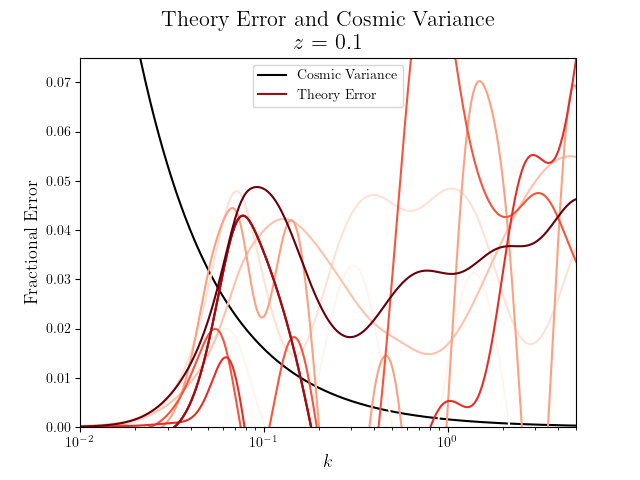 Theory Error and Cosmic Variance
z = 0.1
Cosmic Variance
Theory Error
Fractional Error
0.07
0.06
0.05
0.04
0.03
0.02
0.01
0.00
10⁻² 10⁻¹ 10⁰
k